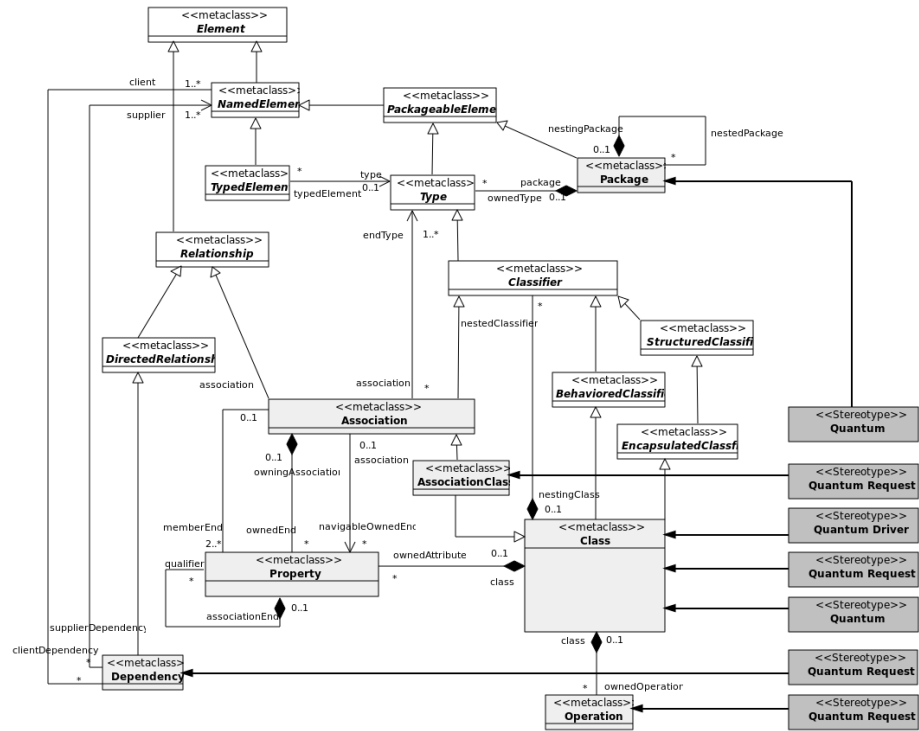 <<metaclass>>
Element
client
1..*
<<metaclass>
NamedElemen
supplier
1..*
<<metaclass>>
PackageableEleme
nestingPackage
0..1
nestedPackage
*
<<metaclass>
Package
<<metaclass>
TypedElemen
*
typedElement
type
0..1
<<metaclass>>
Type
*
ownedType
package
0..1
endType
1..*
<<metaclass>>
Relationship
<<metaclass>>
Classifier
*
nestedClassifier
<<metaclass>>
StructuredClassifi
<<metaclass>>
DirectedRelationsh
association
association
*
<<metaclass>>
BehavioredClassifi
<<metaclass>>
Association
0..1
0..1
owningAssociation
0..1
association
<<metaclass>>
EncapsulatedClassifi
<<Stereotype>>
Quantum
<<metaclass>
AssociationClas
<<Stereotype>>
Quantum Request
nestingClass
0..1
<<Stereotype>>
Quantum Driver
memberEnd
2..*
ownedEnd
*
navigableOwnedEnd
*
<<metaclass>>
Class
qualifier
*
<<metaclass>>
Property
ownedAttribute
*
0..1
class
<<Stereotype>>
Quantum Request
associationEnd
0..1
<<Stereotype>>
Quantum
supplierDependency
*
clientDependency
*
class
0..1
<<metaclass>
Dependency
<<Stereotype>>
Quantum Request
*
ownedOperation
<<metaclass>
Operation
<<Stereotype>>
Quantum Request